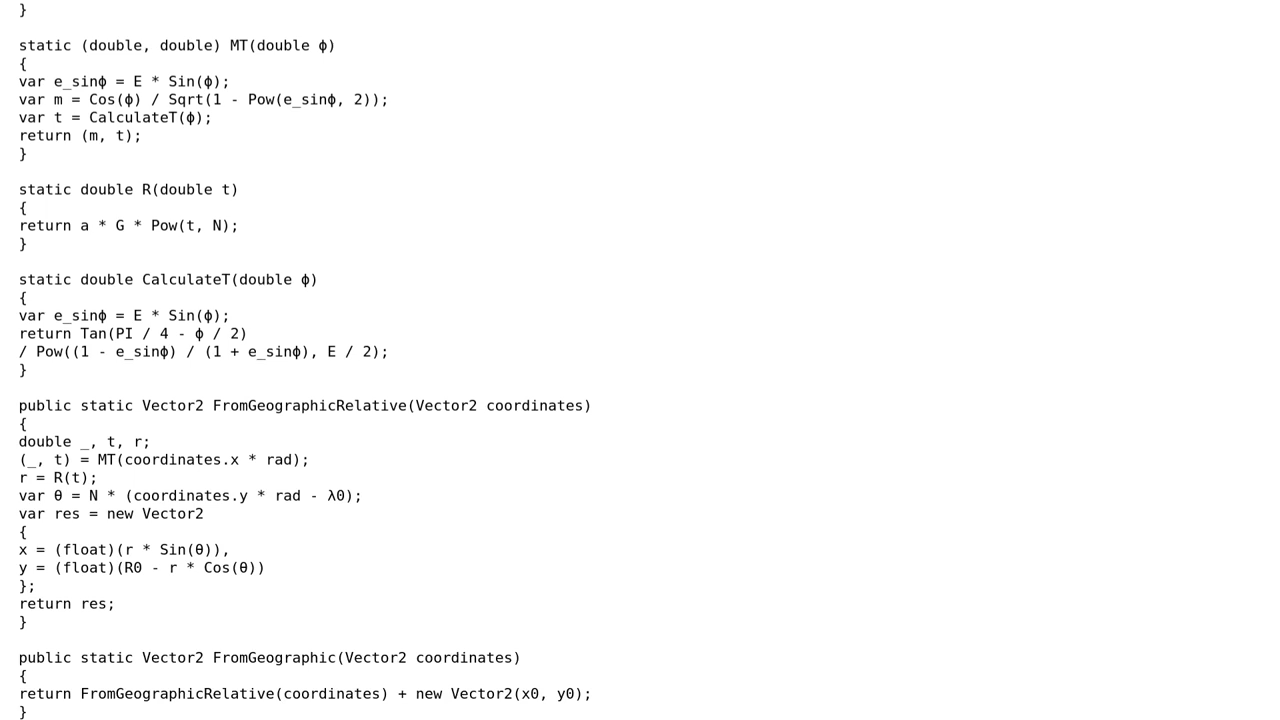 }
static (double, double) MT(double ϕ)
{
var e_sinϕ = E * Sin(ϕ);
var m = Cos(ϕ) / Sqrt(1 - Pow(e_sinϕ, 2));
var t = CalculateT(ϕ);
return (m, t);
}
static double R(double t)
{
return a * G * Pow(t, N);
}
static double CalculateT(double ϕ)
{
var e_sinϕ = E * Sin(ϕ);
return Tan(PI / 4 - ϕ / 2)
/ Pow((1 - e_sinϕ) / (1 + e_sinϕ), E / 2);
}
public static Vector2 FromGeographicRelative(Vector2 coordinates)
{
double _, t, r;
(_, t) = MT(coordinates.x * rad);
r = R(t);
var θ = N * (coordinates.y * rad - λ0);
var res = new Vector2
{
x = (float)(r * Sin(θ)),
y = (float)(R0 - r * Cos(θ))
};
return res;
}
public static Vector2 FromGeographic(Vector2 coordinates)
{
return FromGeographicRelative(coordinates) + new Vector2(x0, y0);
}